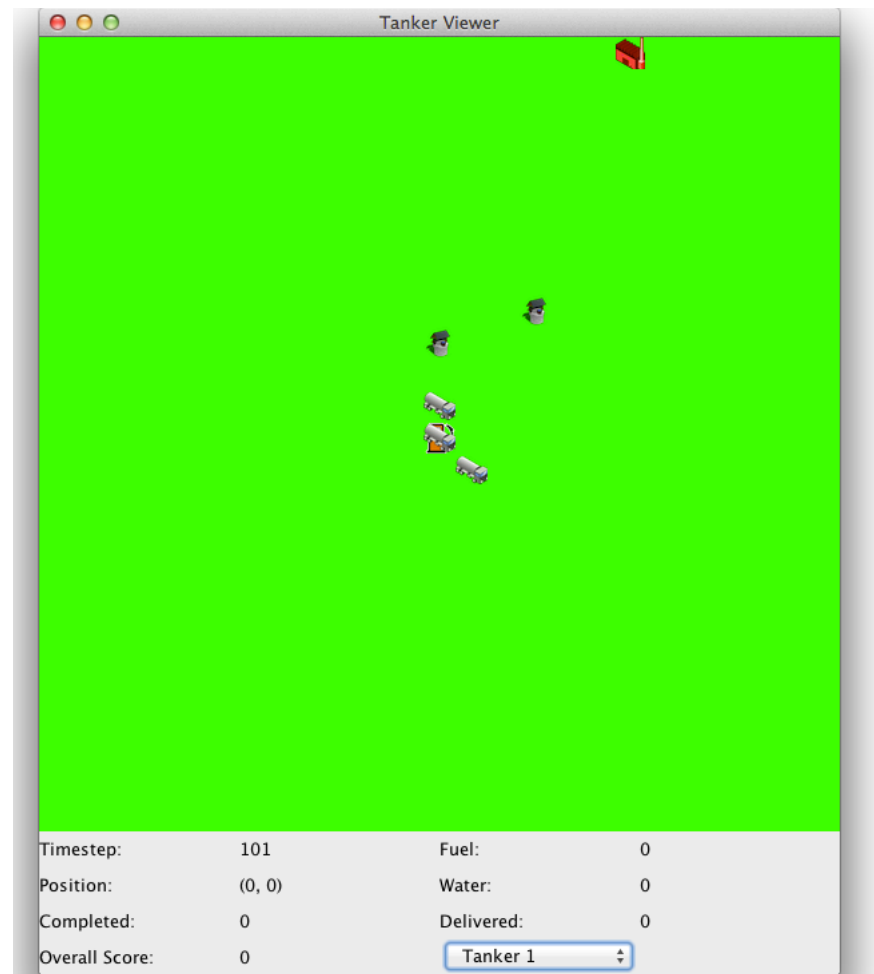 Tanker Viewer
Timestep: 101 Fuel: 0
Position: (0, 0) Water: 0
Completed: 0 Delivered: 0
Overall Score: 0 Tanker 1